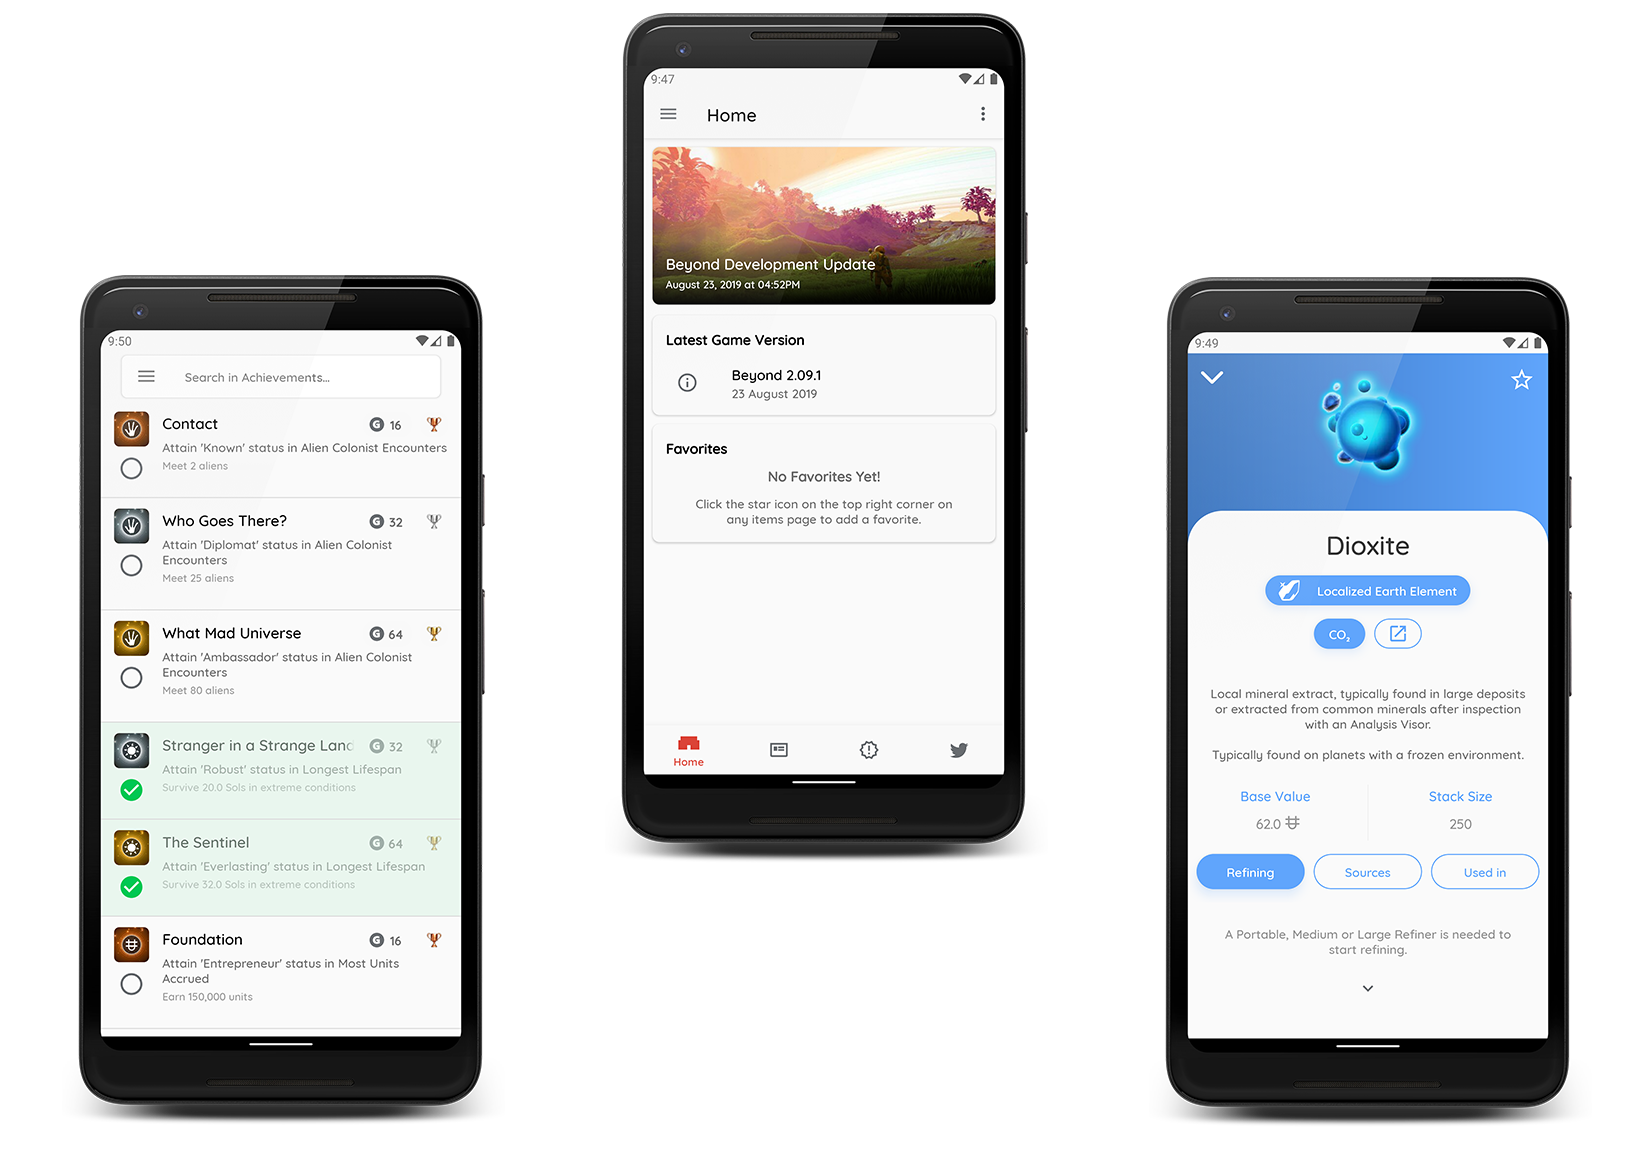 9:50
Search in Achievements...
Contact
G 16
Attain 'Known' status in Alien Colonist Encounters
Meet 2 aliens
Who Goes There?
G 32
Attain 'Diplomat' status in Alien Colonist
Encounters
Meet 25 aliens
What Mad Universe
G 64
Attain 'Ambassador' status in Alien Colonist
Encounters
Meet 80 aliens
Stranger in a Strange Lanc
G 32
Attain 'Robust' status in Longest Lifespan
Survive 20.0 Sols in extreme conditions
The Sentinel
G 64
Attain 'Everlasting' status in Longest Lifespan
Survive 32.0 Sols in extreme conditions
Foundation
G 16
Attain 'Entrepreneur' status in Most Units
Accrued
Earn 150,000 units
9:47
Home
Beyond Development Update
August 23, 2019 at 04:52PM
Latest Game Version
Beyond 2.09.1
23 August 2019
Favorites
No Favorites Yet!
Click the star icon on the top right corner on
any items page to add a favorite.
Home
9:49
Dioxite
Localized Earth Element
CO₂
Local mineral extract, typically found in large deposits
or extracted from common minerals after inspection
with an Analysis Visor.
Typically found on planets with a frozen environment.
Base Value
Stack Size
62.0
250
Refining
Sources
Used in
A Portable, Medium or Large Refiner is needed to
start refining.